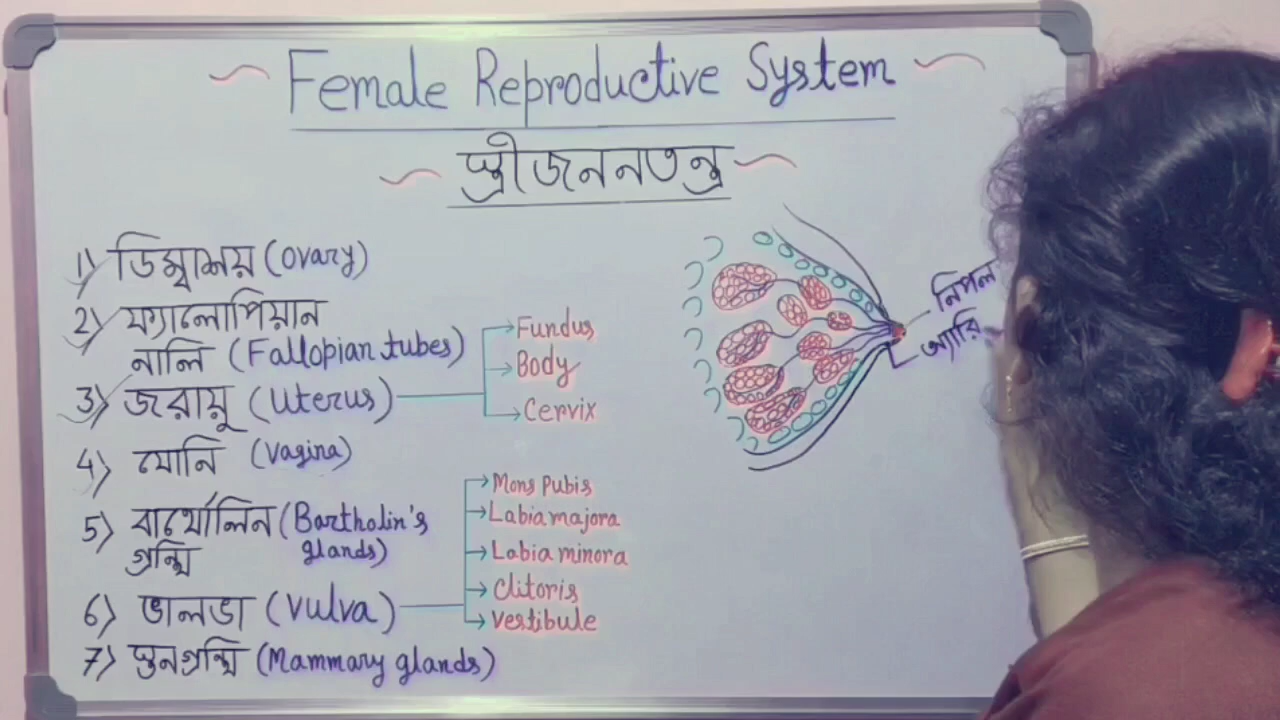 Female Reproductive System
স্ত্রীজননতন্ত্র
1) ডিম্বাশয় (Ovary)
2) ফ্যালোপিয়ান
নালি (Fallopian tubes)
3) জরায়ু (Uterus)
Fundus
Body
Cervix
4) যোনি (Vagina)
5) বার্থোলিন (Bartholin's
গ্রন্থি glands)
6) ভালভা (Vulva)
Mons pubis
Labia majora
Labia minora
Clitoris
Vestibule
7) স্তনগ্রন্থি (Mammary glands)
নিপল